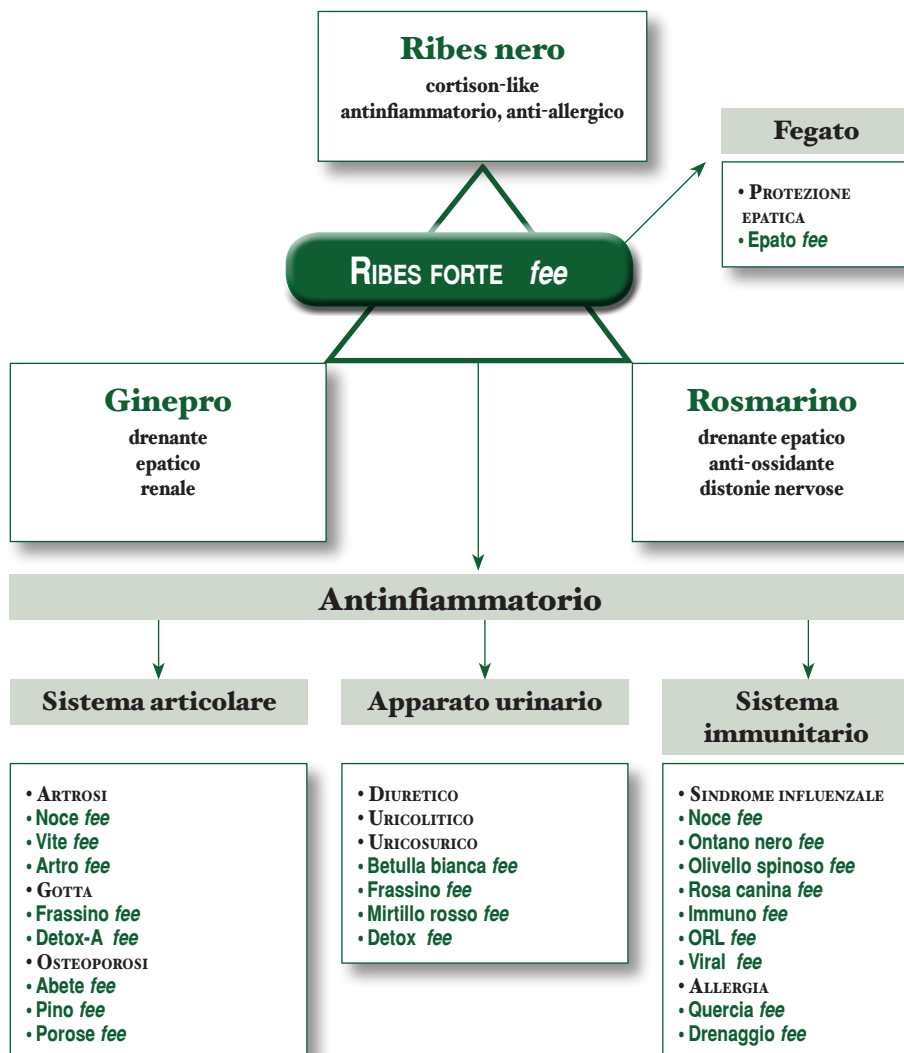 Ribes nero
cortison-like
antinfiammatorio, anti-allergico
Fegato
• Protezione
epatica
• Epato fee
Ribes forte fee
Ginepro
drenante
epatico
renale
Rosmarino
drenante epatico
anti-ossidante
distonie nervose
Antinfiammatorio
Sistema articolare
• Artrosi
• Noce fee
• Vite fee
• Artro fee
• Gotta
• Frassino fee
• Detox-A fee
• Osteoporosi
• Abete fee
• Pino fee
• Porose fee
Apparato urinario
• Diuretico
• Uricolitico
• Uricosurico
• Betulla bianca fee
• Frassino fee
• Mirtillo rosso fee
• Detox fee
Sistema
immunitario
• Sindrome influenzale
• Noce fee
• Ontano nero fee
• Olivello spinoso fee
• Rosa canina fee
• Immuno fee
• ORL fee
• Viral fee
• Allergia
• Quercia fee
• Drenaggio fee